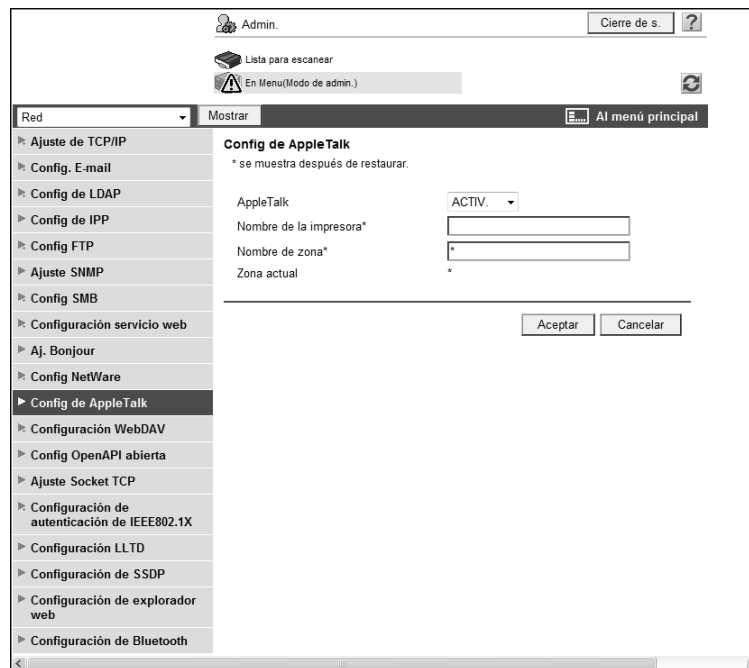 Admin.
Cierre de s.
?
Lista para escanear
En Menu(Modo de admin.)
Red
Mostrar
Al menú principal
Ajuste de TCP/IP
Config. E-mail
Config de LDAP
Config de IPP
Config FTP
Ajuste SNMP
Config SMB
Configuración servicio web
Aj. Bonjour
Config NetWare
Config de AppleTalk
Configuración WebDAV
Config OpenAPI abierta
Ajuste Socket TCP
Configuración de
autenticación de IEEE802.1X
Configuración LLTD
Configuración de SSDP
Configuración de explorador
web
Configuración de Bluetooth
Config de AppleTalk
* se muestra después de restaurar.
AppleTalk ACTIV.
Nombre de la impresora*
Nombre de zona* *
Zona actual *
Aceptar Cancelar